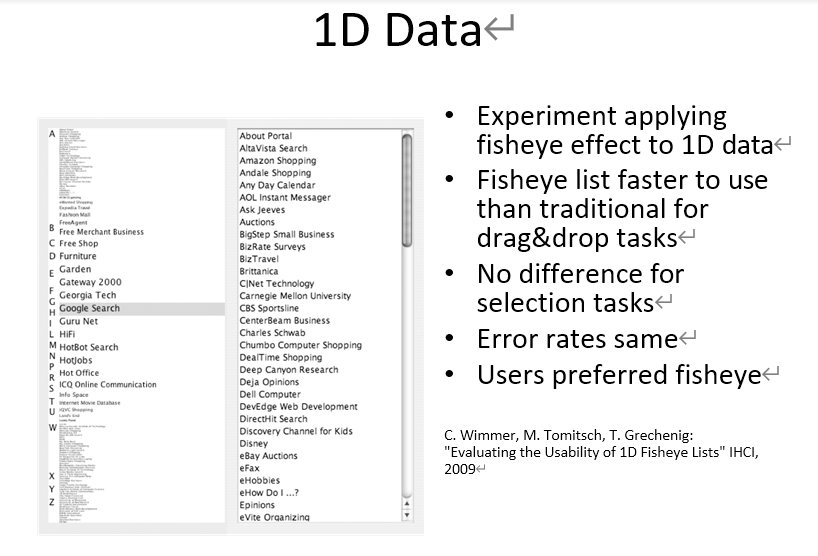 1D Data
A
Expedia Travel
Fashion Mall
FreeAgent
B
Free Merchant Business
C
Free Shop
D
Furniture
E
Garden
Gateway 2000
F
Georgia Tech
G
Google Search
H
Guru Net
I
HiFi
L
HotBot Search
M
HotJobs
N
Hot Office
P
R
ICQ Online Communication
S
Info Space
T
Internet Movie Database
U
iQVC Shopping
Lands End
W
X
Y
Z
About Portal
AltaVista Search
Amazon Shopping
Andale Shopping
Any Day Calendar
AOL Instant Messager
Ask Jeeves
Auctions
BigStep Small Business
BizRate Surveys
BizTravel
Brittanica
C|Net Technology
Carnegie Mellon University
CBS Sportsline
CenterBeam Business
Charles Schwab
Chumbo Computer Shopping
DealTime Shopping
Deep Canyon Research
Deja Opinions
Dell Computer
DevEdge Web Development
DirectHit Search
Discovery Channel for Kids
Disney
eBay Auctions
eFax
eHobbies
eHow Do I ...?
Epinions
eVite Organizing
• Experiment applying
fisheye effect to 1D data
• Fisheye list faster to use
than traditional for
drag&drop tasks
• No difference for
selection tasks
• Error rates same
• Users preferred fisheye
C. Wimmer, M. Tomitsch, T. Grechenig:
"Evaluating the Usability of 1D Fisheye Lists" IHCI,
2009